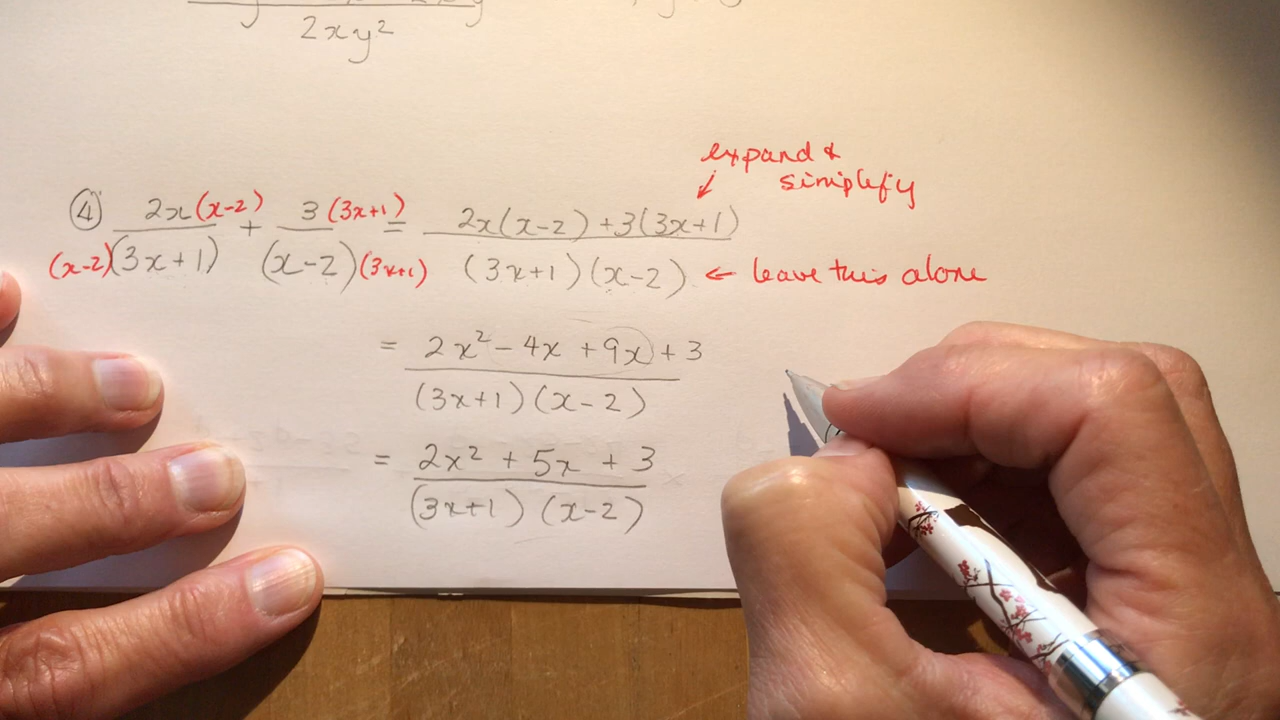 2xy²
expand &
simplify
④ 2x(x-2) + 3(3x+1) = 2x(x-2) + 3(3x+1)
(x-2)(3x+1) (x-2)(3x+1) (3x+1)(x-2) ← leave this alone
= 2x² - 4x + 9x + 3
(3x+1)(x-2)
= 2x² + 5x + 3
(3x+1)(x-2)